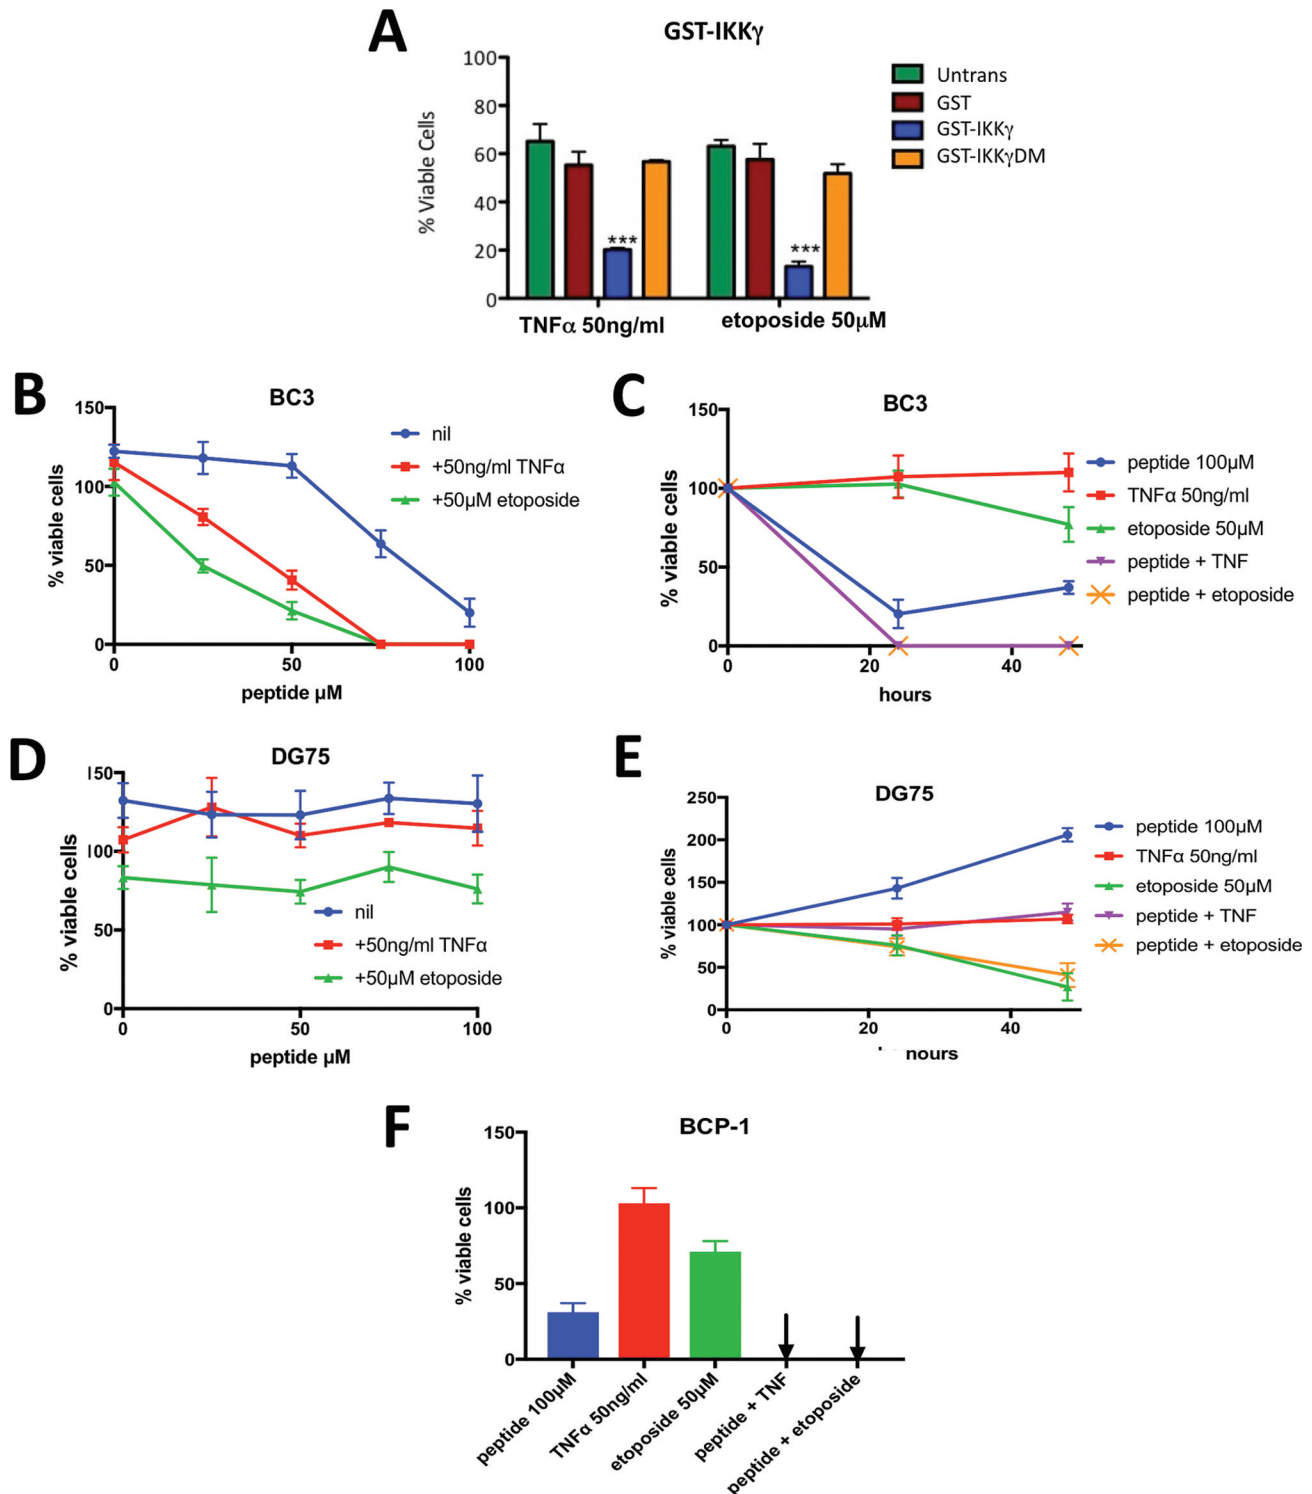 A
GST-IKKγ
100
80
60
40
20
0
% Viable Cells
***
***
TNFα 50ng/ml
etoposide 50μM
Untrans
GST
GST-IKKγ
GST-IKKγDM
B
BC3
150
100
50
0
% viable cells
0
50
100
peptide μM
nil
+50ng/ml TNFα
+50μM etoposide
C
BC3
150
100
50
0
% viable cells
0
20
40
hours
peptide 100μM
TNFα 50ng/ml
etoposide 50μM
peptide + TNF
peptide + etoposide
D
DG75
150
100
50
0
% viable cells
0
50
100
peptide μM
nil
+50ng/ml TNFα
+50μM etoposide
E
DG75
250
200
150
100
50
0
% viable cells
0
20
40
hours
peptide 100μM
TNFα 50ng/ml
etoposide 50μM
peptide + TNF
peptide + etoposide
F
BCP-1
150
100
50
0
% viable cells
peptide 100μM
TNFα 50ng/ml
etoposide 50μM
peptide + TNF
peptide + etoposide